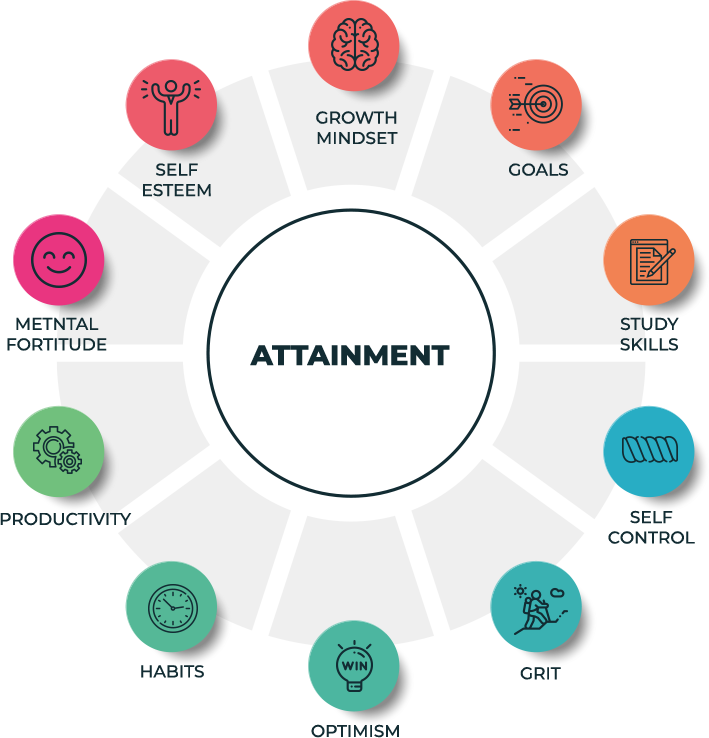 GROWTH
MINDSET
GOALS
STUDY
SKILLS
SELF
CONTROL
GRIT
WIN
OPTIMISM
HABITS
PRODUCTIVITY
METNTAL
FORTITUDE
SELF
ESTEEM
ATTAINMENT